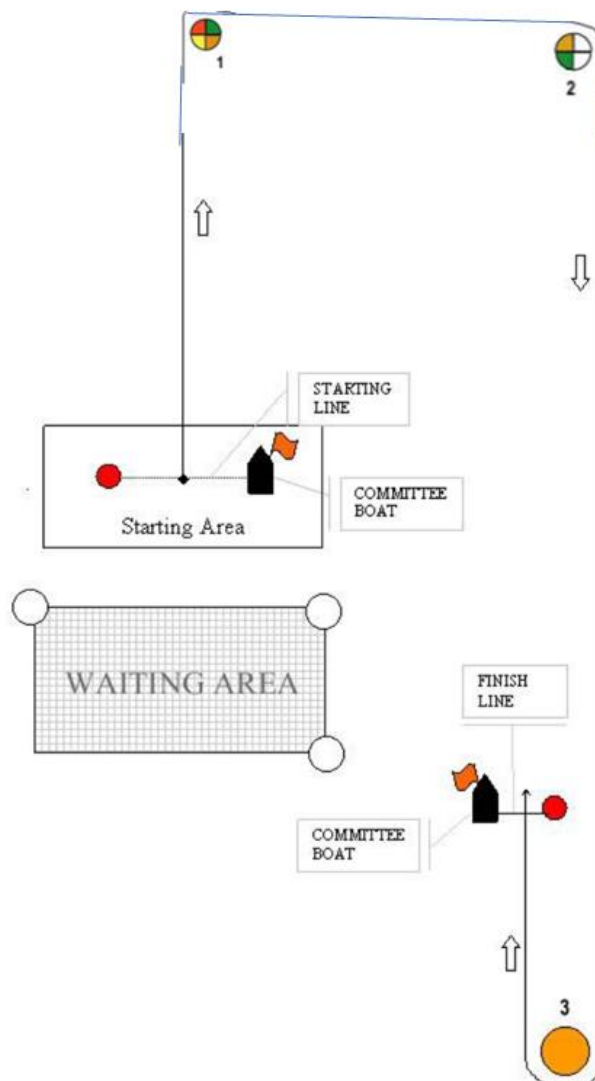 1
2
STARTING
LINE
COMMITTEE
BOAT
Starting Area
WAITING AREA
FINISH
LINE
COMMITTEE
BOAT
3